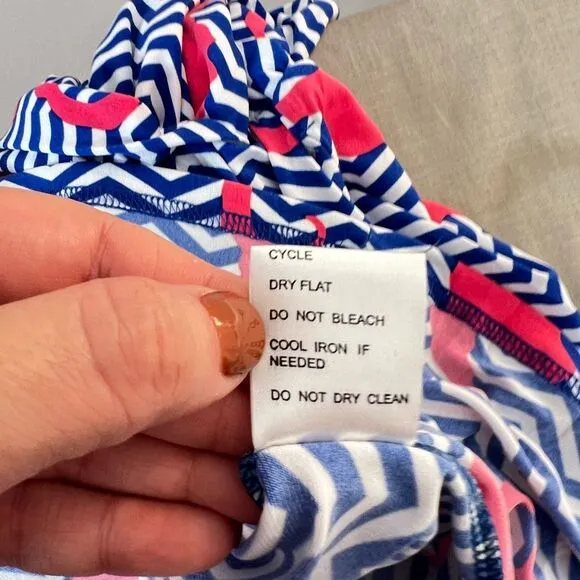 CYCLE
DRY FLAT
DO NOT BLEACH
COOL IRON IF
NEEDED
DO NOT DRY CLEAN